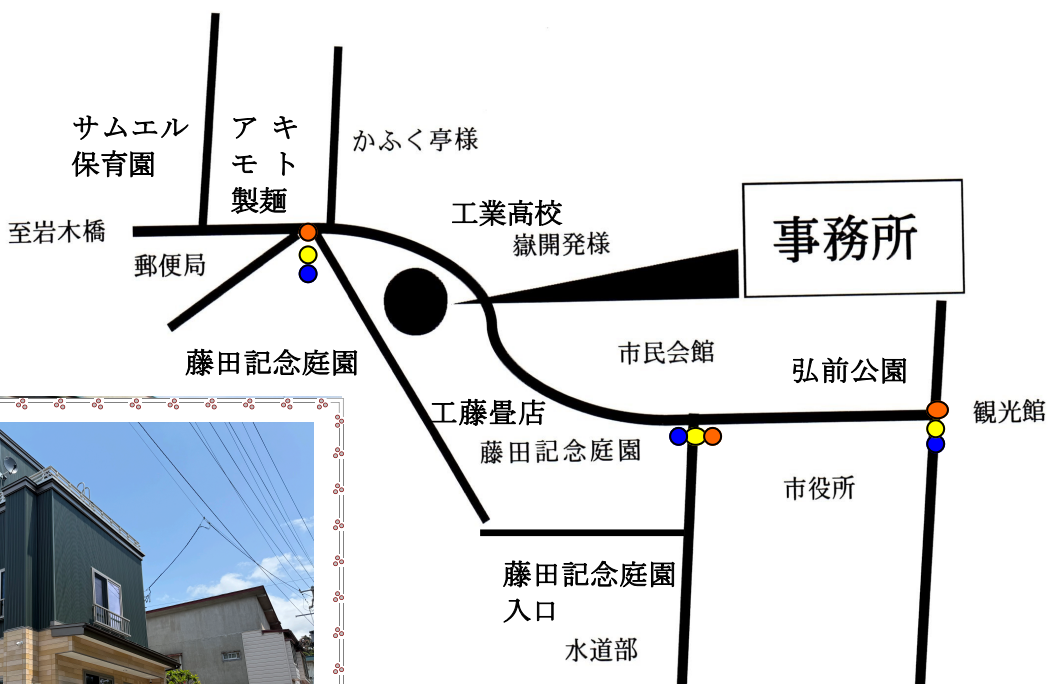 サムエル
保育園
ア キ
モ ト
製麺
かふく亭様
至岩木橋
郵便局
工業高校
嶽開発様
事務所
藤田記念庭園
市民会館
弘前公園
観光館
工藤畳店
藤田記念庭園
市役所
藤田記念庭園
入口
水道部